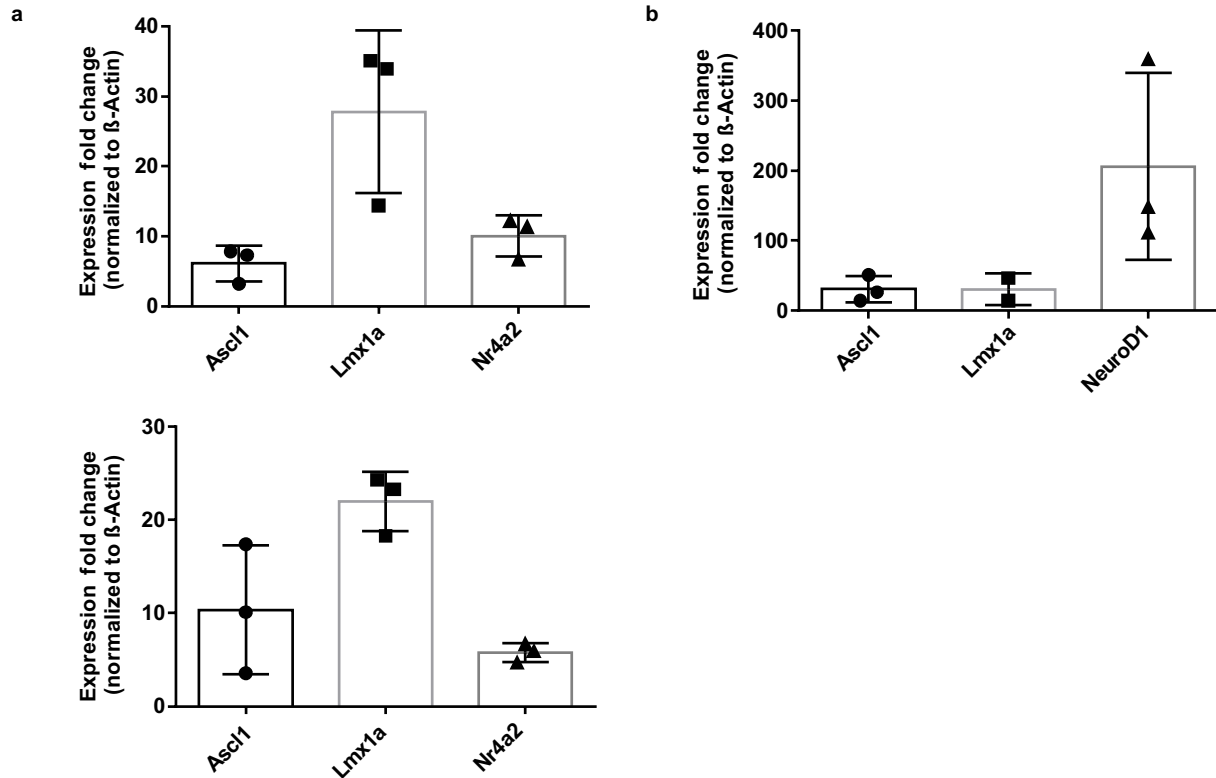 a
Expression fold change
(normalized to ß-Actin)
40
30
20
10
0
Ascl1
Lmx1a
Nr4a2
b
Expression fold change
(normalized to ß-Actin)
400
300
200
100
0
Ascl1
Lmx1a
NeuroD1
Expression fold change
(normalized to ß-Actin)
30
20
10
0
Ascl1
Lmx1a
Nr4a2